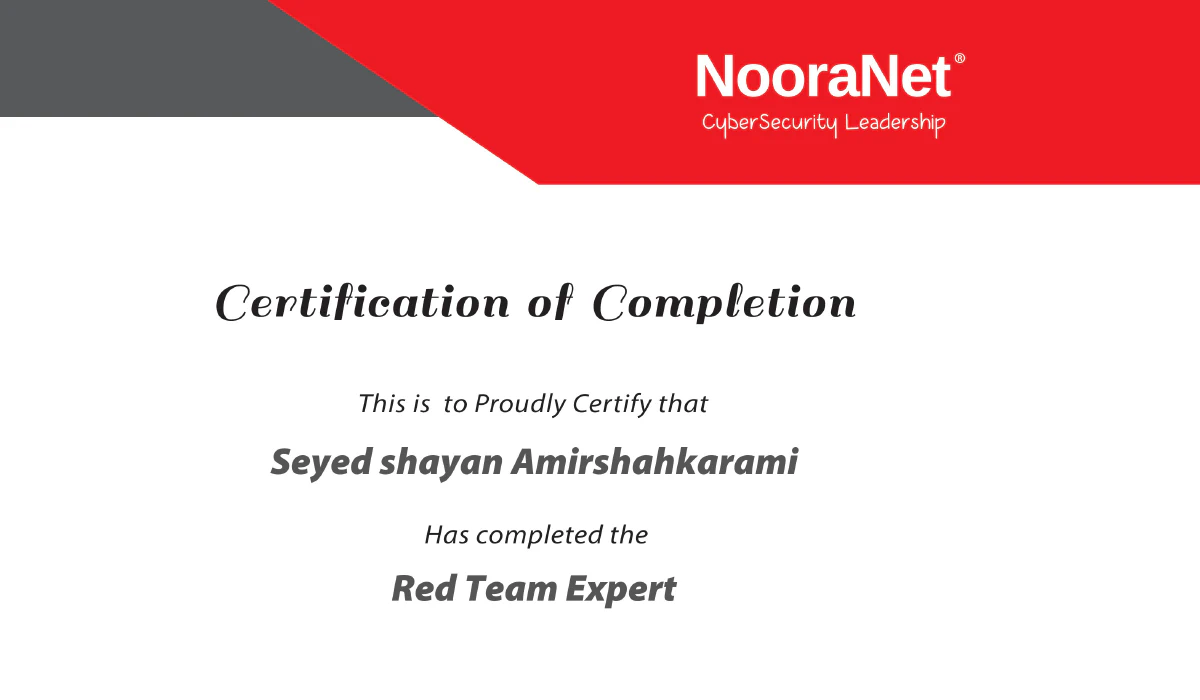 NooraNet®
CyberSecurity Leadership
Certification of Completion
This is to Proudly Certify that
Seyed shayan Amirshahkarami
Has completed the
Red Team Expert